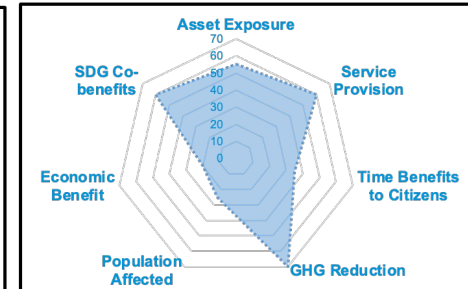 Asset Exposure
70
60
50
40
30
20
10
0
SDG Co-
benefits
Service
Provision
Economic
Benefit
Time Benefits
to Citizens
Population
Affected
GHG Reduction